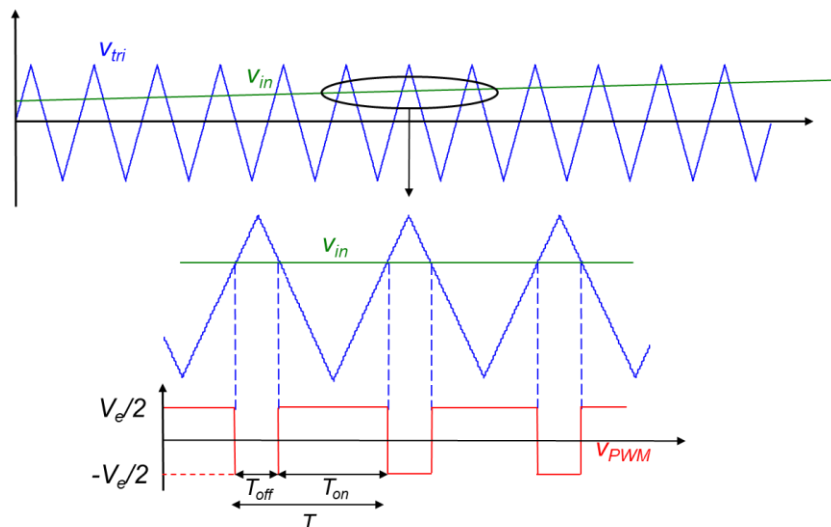 v_tri
v_in
v_in
V_e/2
v_PWM
-V_e/2
T_off T_on
T